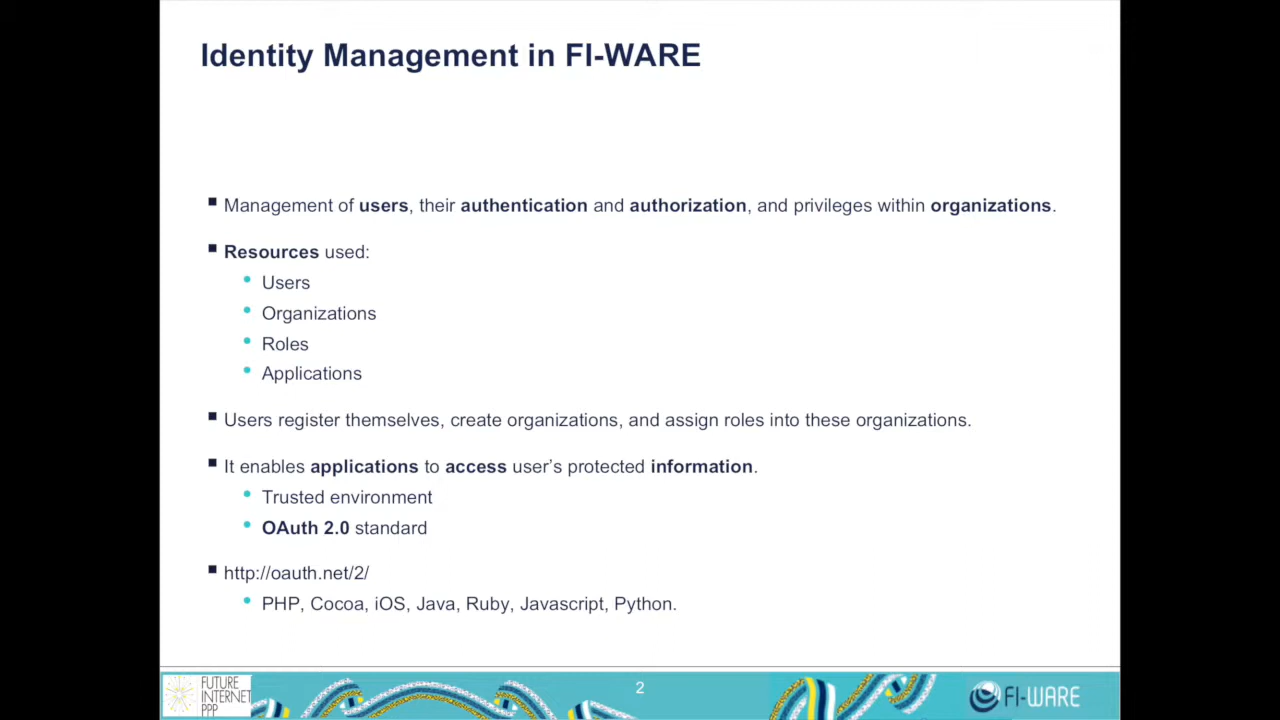 Identity Management in FI-WARE
Management of users, their authentication and authorization, and privileges within organizations.
Resources used:
Users
Organizations
Roles
Applications
Users register themselves, create organizations, and assign roles into these organizations.
It enables applications to access user’s protected information.
Trusted environment
OAuth 2.0 standard
http://oauth.net/2/
PHP, Cocoa, iOS, Java, Ruby, Javascript, Python.
FUTURE
INTERNET
PPP
2
FI-WARE